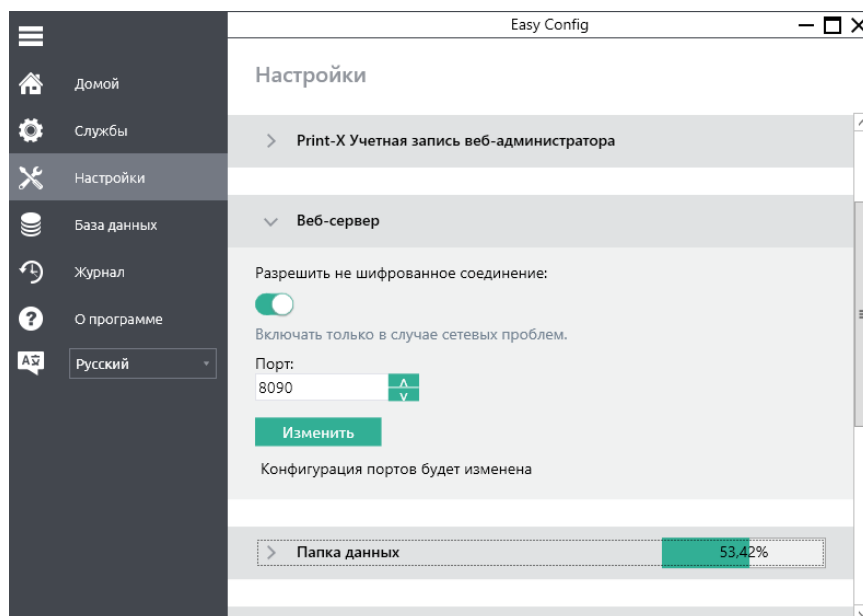 Easy Config
Домой
Службы
Настройки
База данных
Журнал
О программе
Русский
Настройки
Print-X Учетная запись веб-администратора
Веб-сервер
Разрешить не шифрованное соединение:
Включать только в случае сетевых проблем.
Порт:
8090
Изменить
Конфигурация портов будет изменена
Папка данных 53,42%